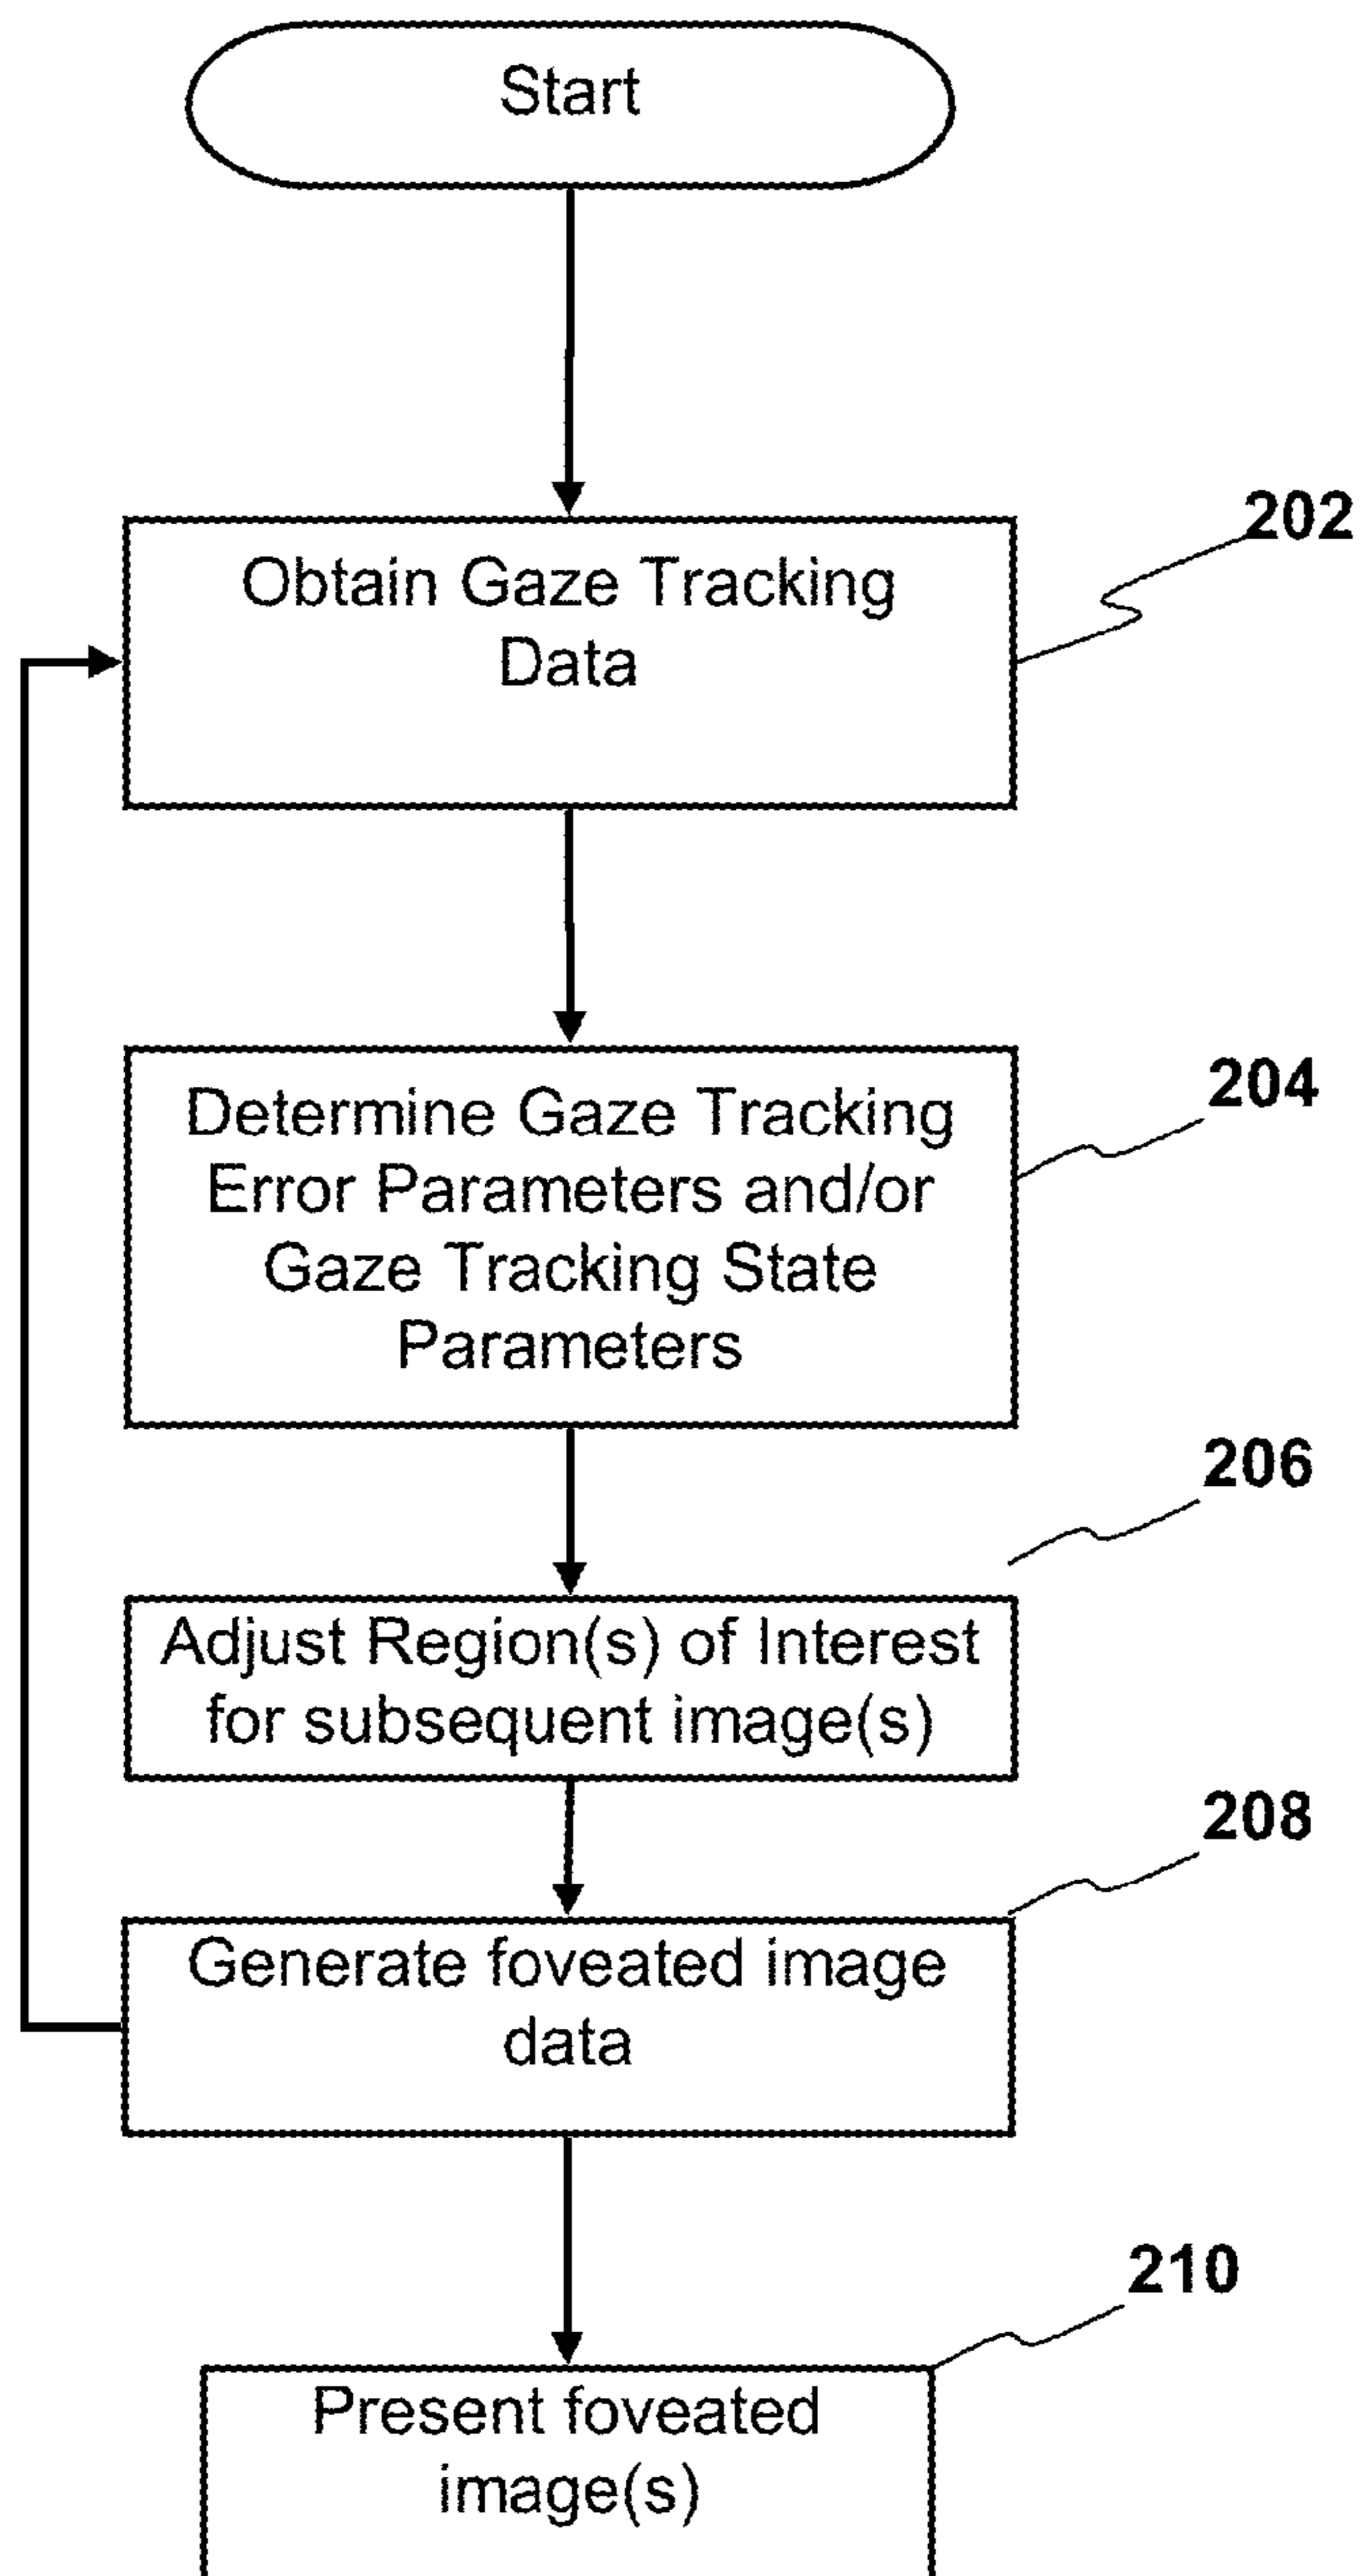 Start
202
Obtain Gaze Tracking
Data
204
Determine Gaze Tracking
Error Parameters and/or
Gaze Tracking State
Parameters
206
Adjust Region(s) of Interest
for subsequent image(s)
208
Generate foveated image
data
210
Present foveated
image(s)